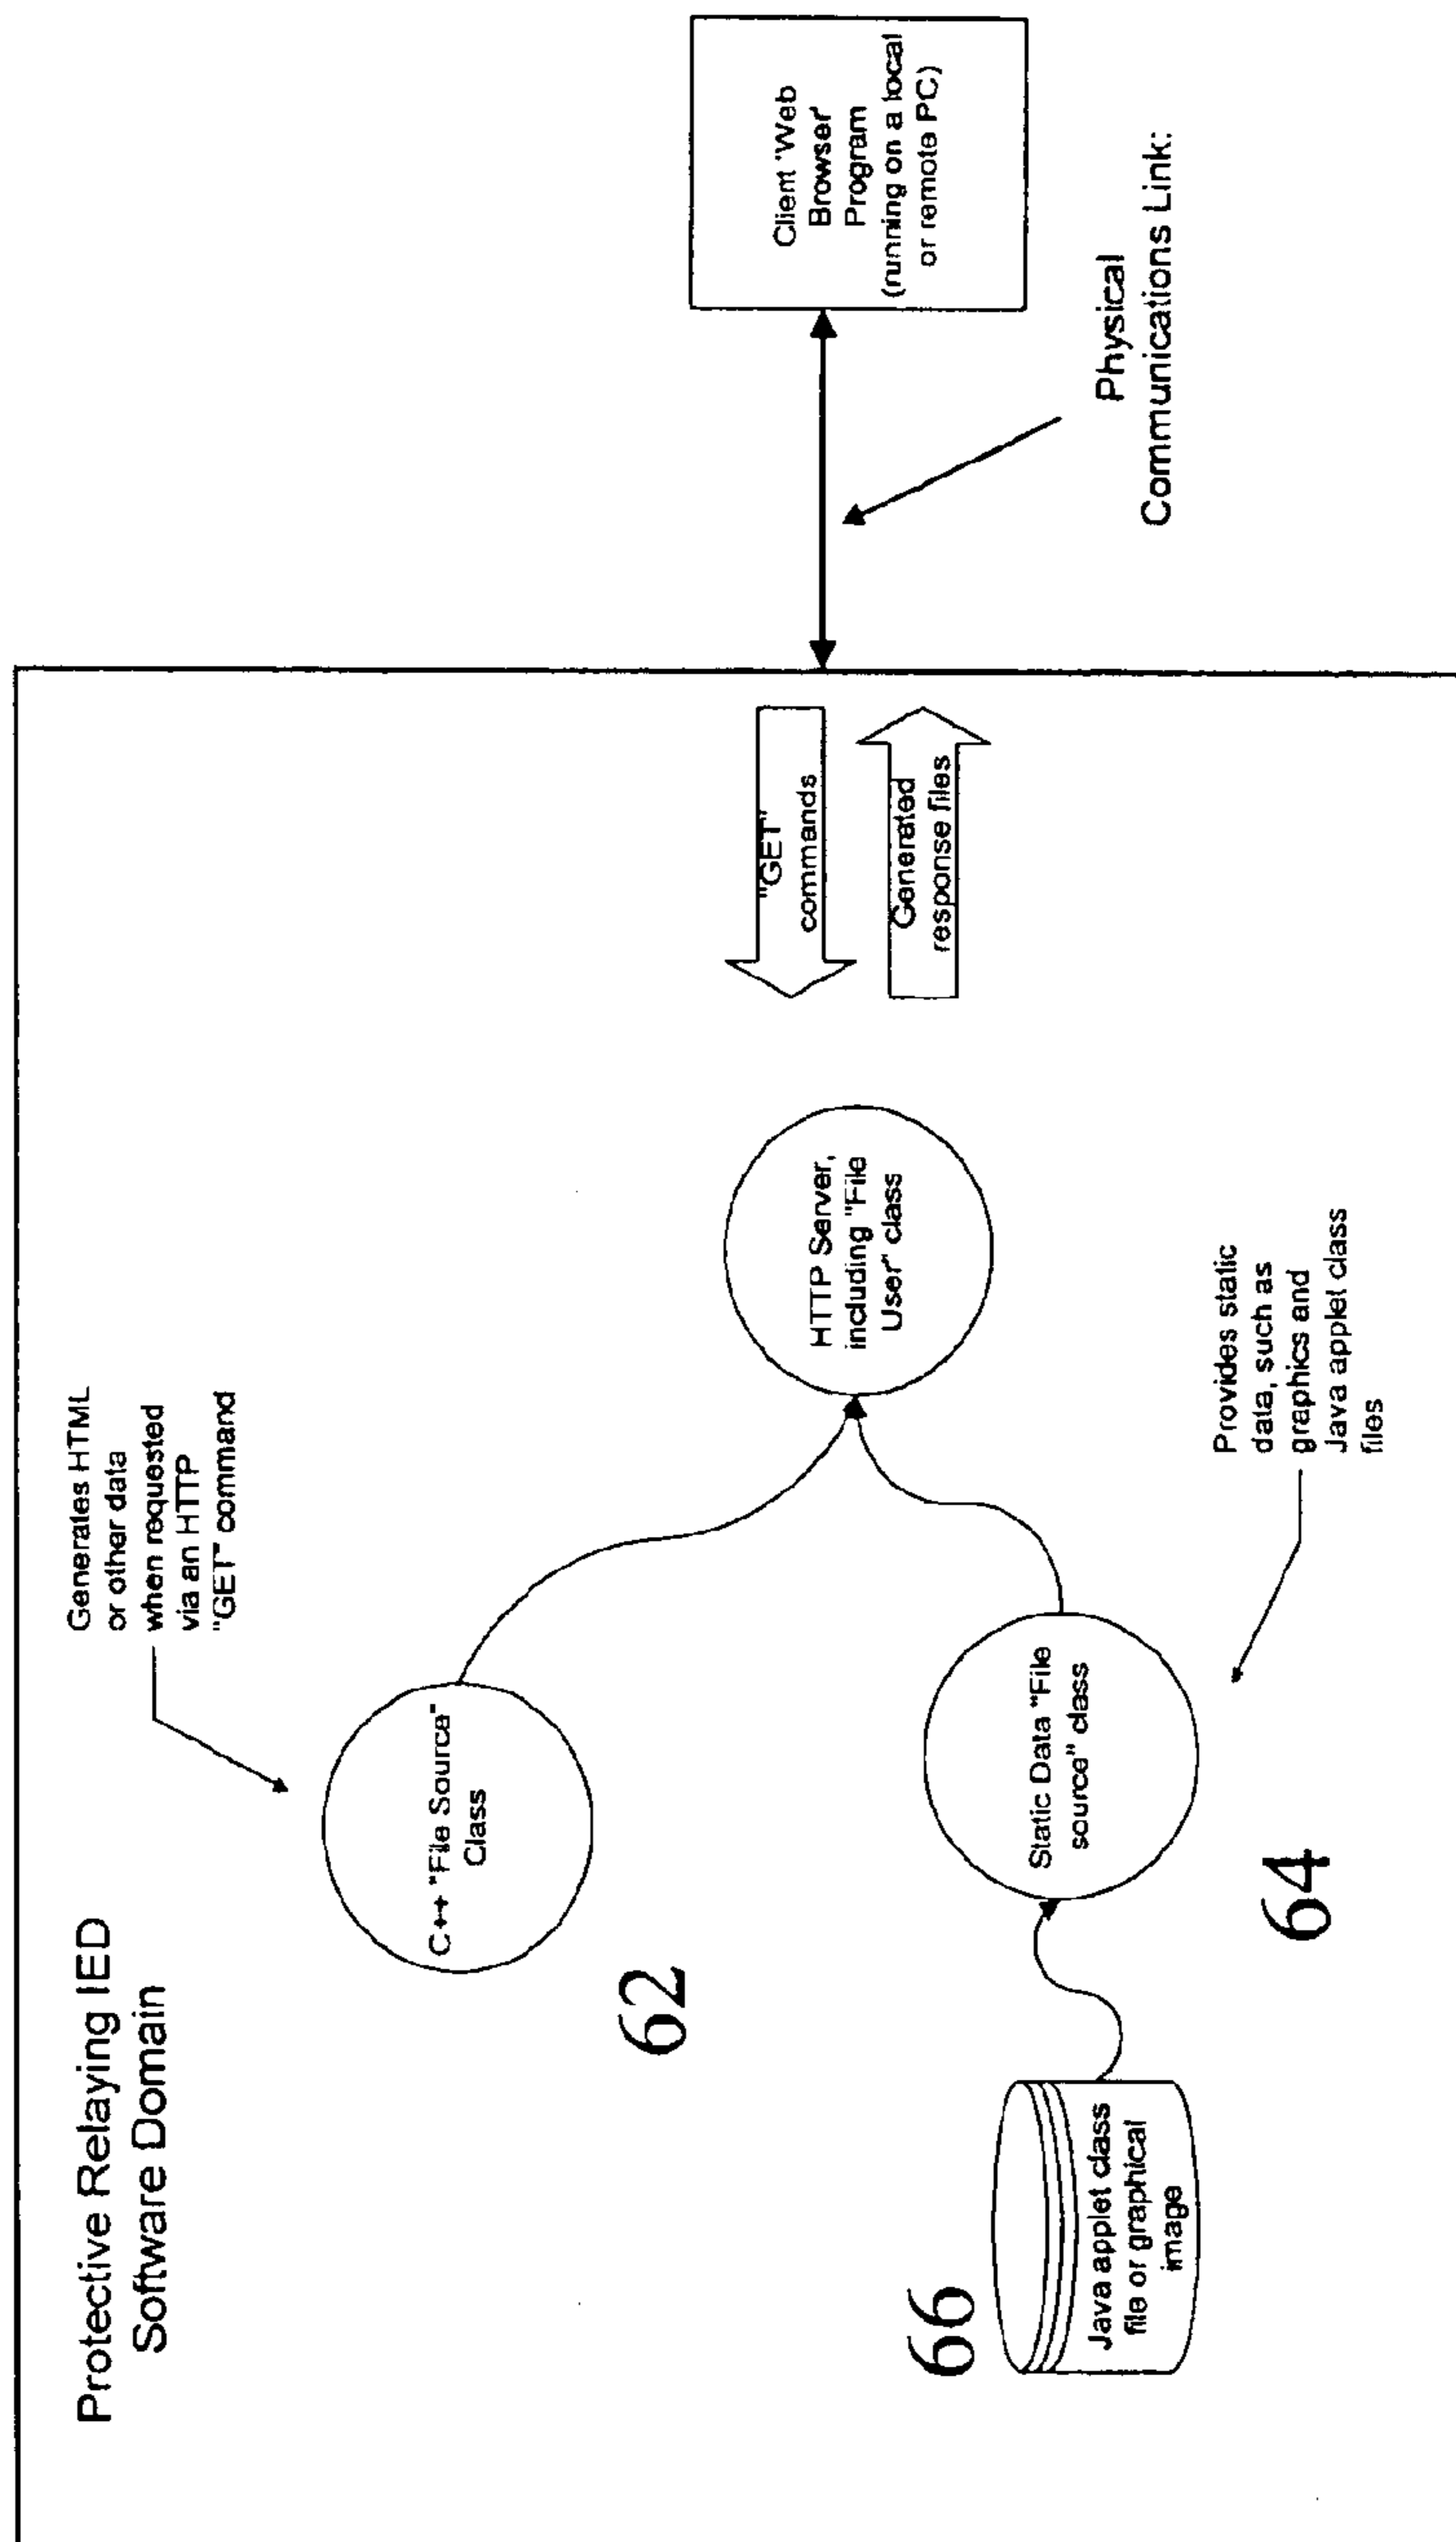 Protective Relaying IED
Software Domain
Generates HTML
or other data
when requested
via an HTTP
"GET" command
C++ "File Source"
Class
62
HTTP Server,
including "File
User" class
"GET"
commands
Generated
response files
Client 'Web
Browser'
Program
(running on a local
or remote PC)
Physical
Communications Link:
66
Java applet class
file or graphical
image
Static Data "File
source" class
64
Provides static
data, such as
graphics and
Java applet class
files